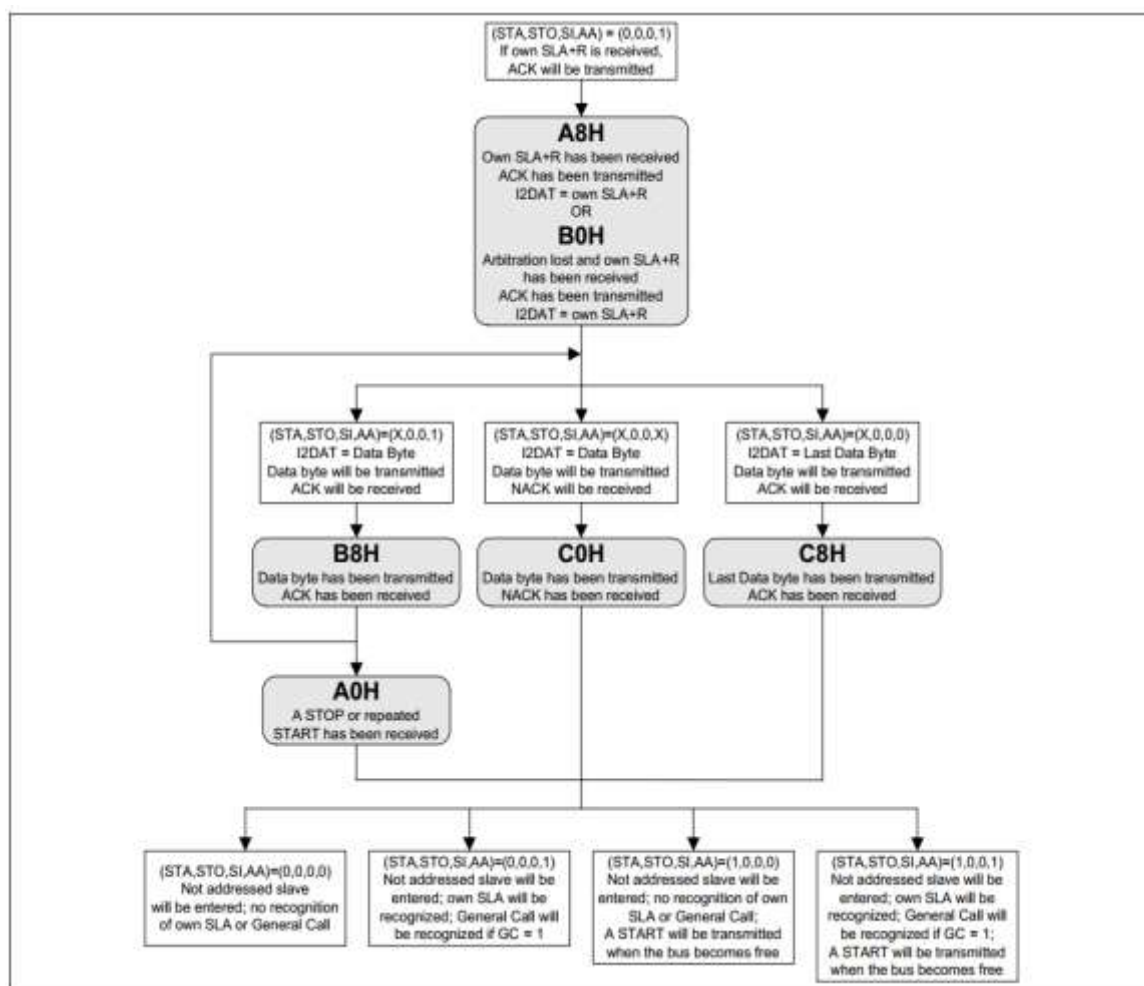 (STA,STO,SI,AA) = (0,0,0,1)
If own SLA+R is received,
ACK will be transmitted
A8H
Own SLA+R has been received
ACK has been transmitted
I2DAT = own SLA+R
OR
B0H
Arbitration lost and own SLA+R
has been received
ACK has been transmitted
I2DAT = own SLA+R
(STA,STO,SI,AA)=(X,0,0,1)
I2DAT = Data Byte
Data byte will be transmitted
ACK will be received
(STA,STO,SI,AA)=(X,0,0,X)
I2DAT = Data Byte
Data byte will be transmitted
NACK will be received
(STA,STO,SI,AA)=(X,0,0,0)
I2DAT = Last Data Byte
Data byte will be transmitted
ACK will be received
B8H
Data byte has been transmitted
ACK has been received
C0H
Data byte has been transmitted
NACK has been received
C8H
Last Data byte has been transmitted
ACK has been received
A0H
A STOP or repeated
START has been received
(STA,STO,SI,AA)=(0,0,0,0)
Not addressed slave
will be entered; no recognition
of own SLA or General Call
(STA,STO,SI,AA)=(0,0,0,1)
Not addressed slave will be
entered; own SLA will be
recognized; General Call will
be recognized if GC = 1
(STA,STO,SI,AA)=(1,0,0,0)
Not addressed slave will be
entered; no recognition of own
SLA or General Call;
A START will be transmitted
when the bus becomes free
(STA,STO,SI,AA)=(1,0,0,1)
Not addressed slave will be
entered; own SLA will be
recognized; General Call will
be recognized if GC = 1;
A START will be transmitted
when the bus becomes free